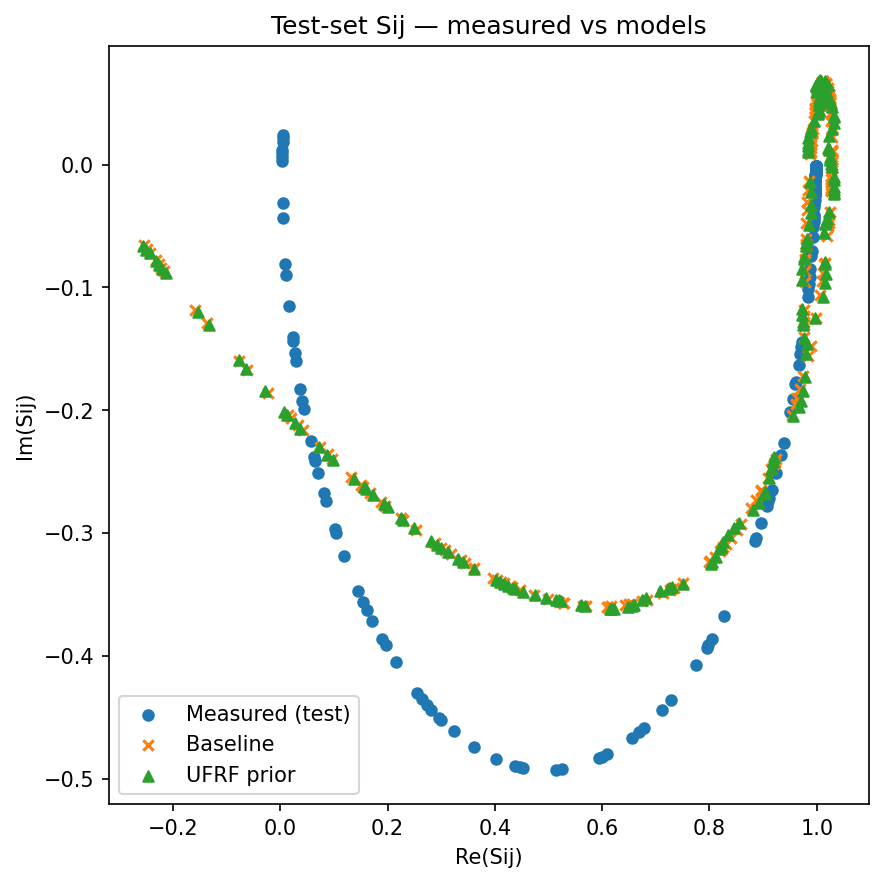 Test-set Sij — measured vs models
Im(Sij)
0.0
−0.1
−0.2
−0.3
−0.4
−0.5
Measured (test)
Baseline
UFRF prior
−0.2
0.0
0.2
0.4
0.6
0.8
1.0
Re(Sij)